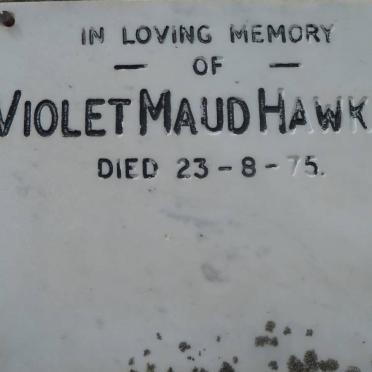 IN LOVING MEMORY
— OF —
VIOLET MAUD HAWK
DIED 23-8-75.